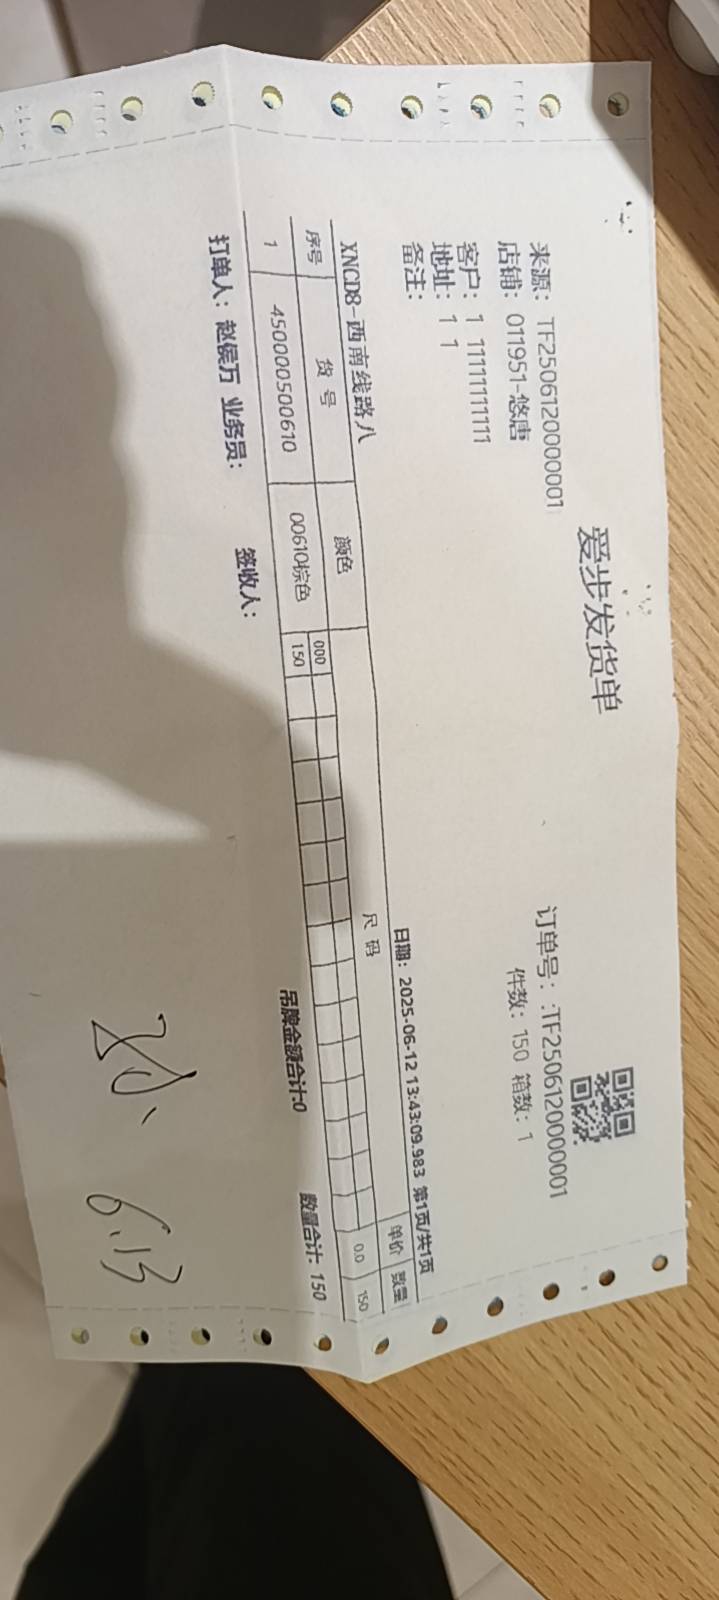 爱步发货单
来源: TF2506120000001
订单号: :TF2506120000001
店铺: 011951-悠唐
件数: 150 箱数: 1
客户: 1 11111111111
地址: 1 1
备注:
日期: 2025-06-12 13:43:09.983 第1页/共1页
XNCD8-西南线路八
序号 货号 颜色 尺码 单价 数量
000
1 450000500610 00610棕色 150 0.0 150
吊牌金额合计:0 数量合计: 150
打单人: 赵侯万 业务员: 签收人:
孙 6.13